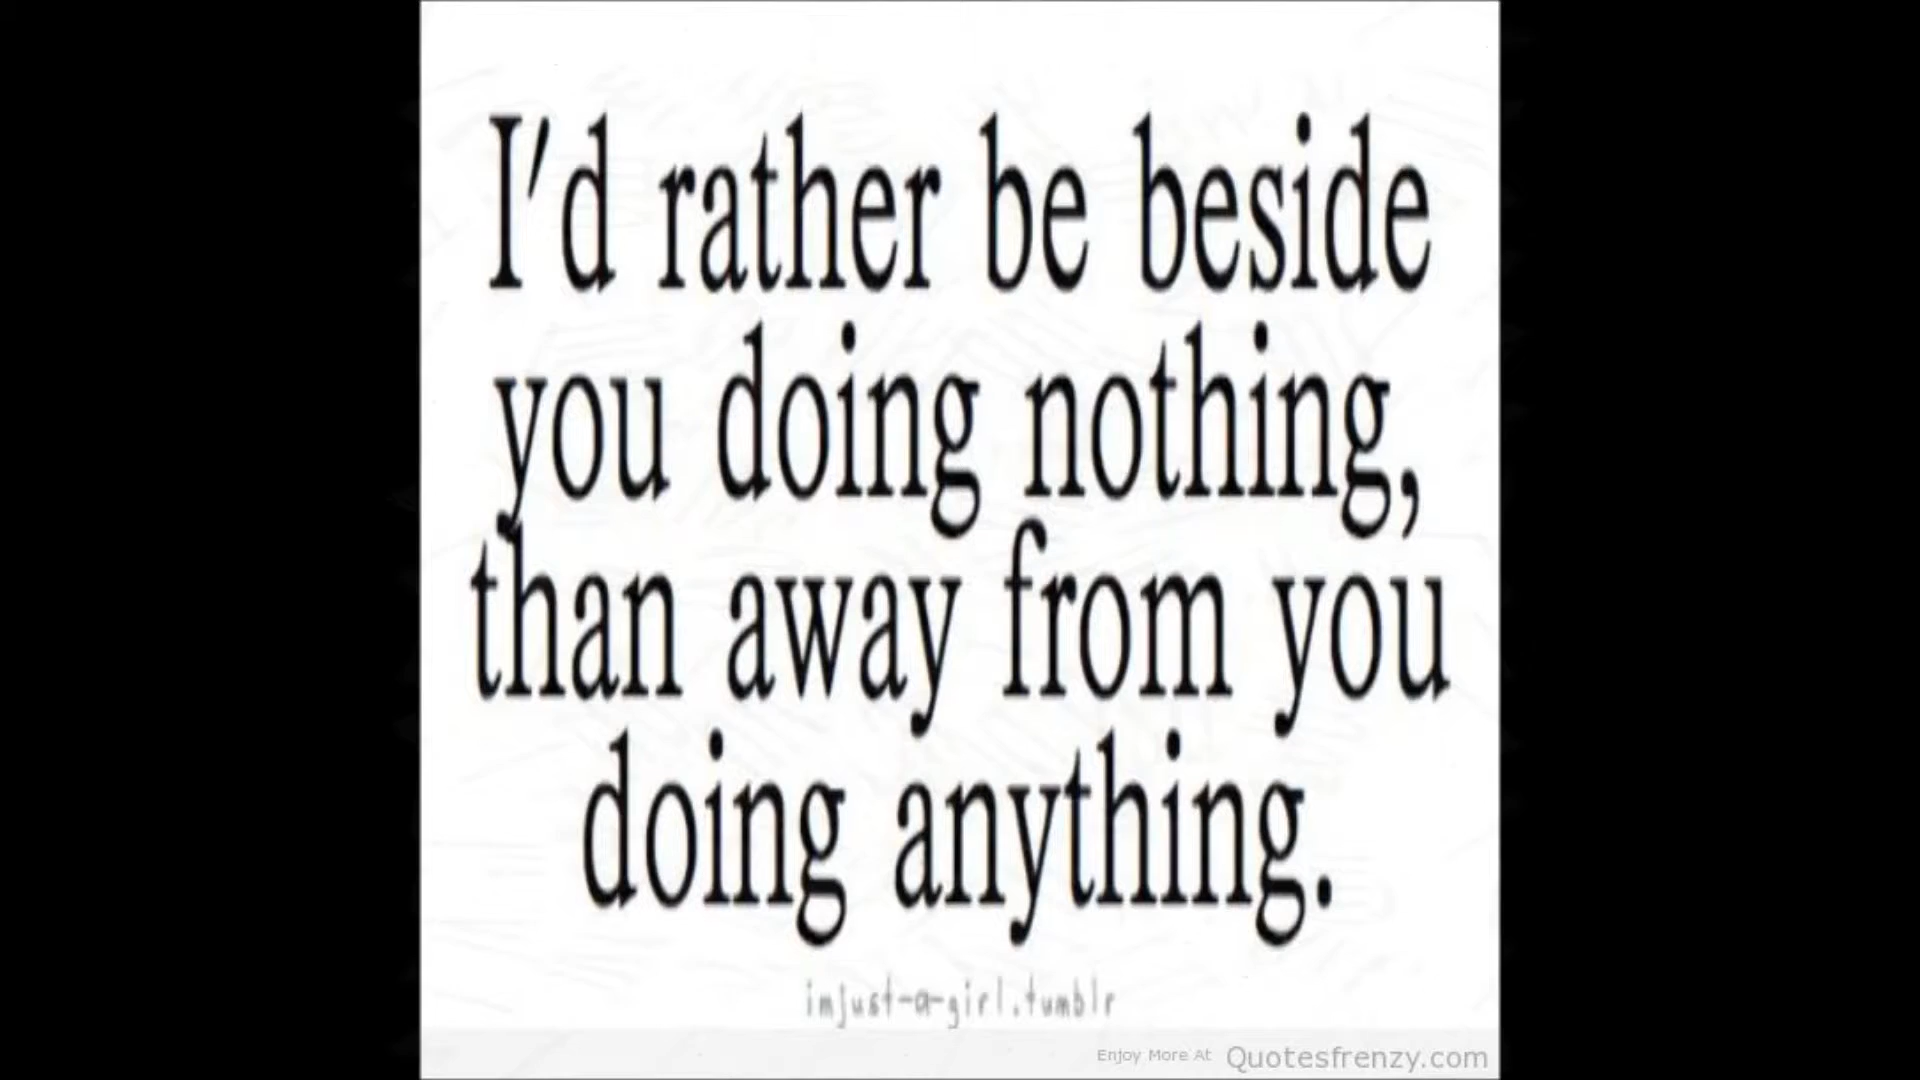 I'd rather be beside
you doing nothing,
than away from you
doing anything.
imjust-a-girl.tumblr
Enjoy More At Quotesfrenzy.com